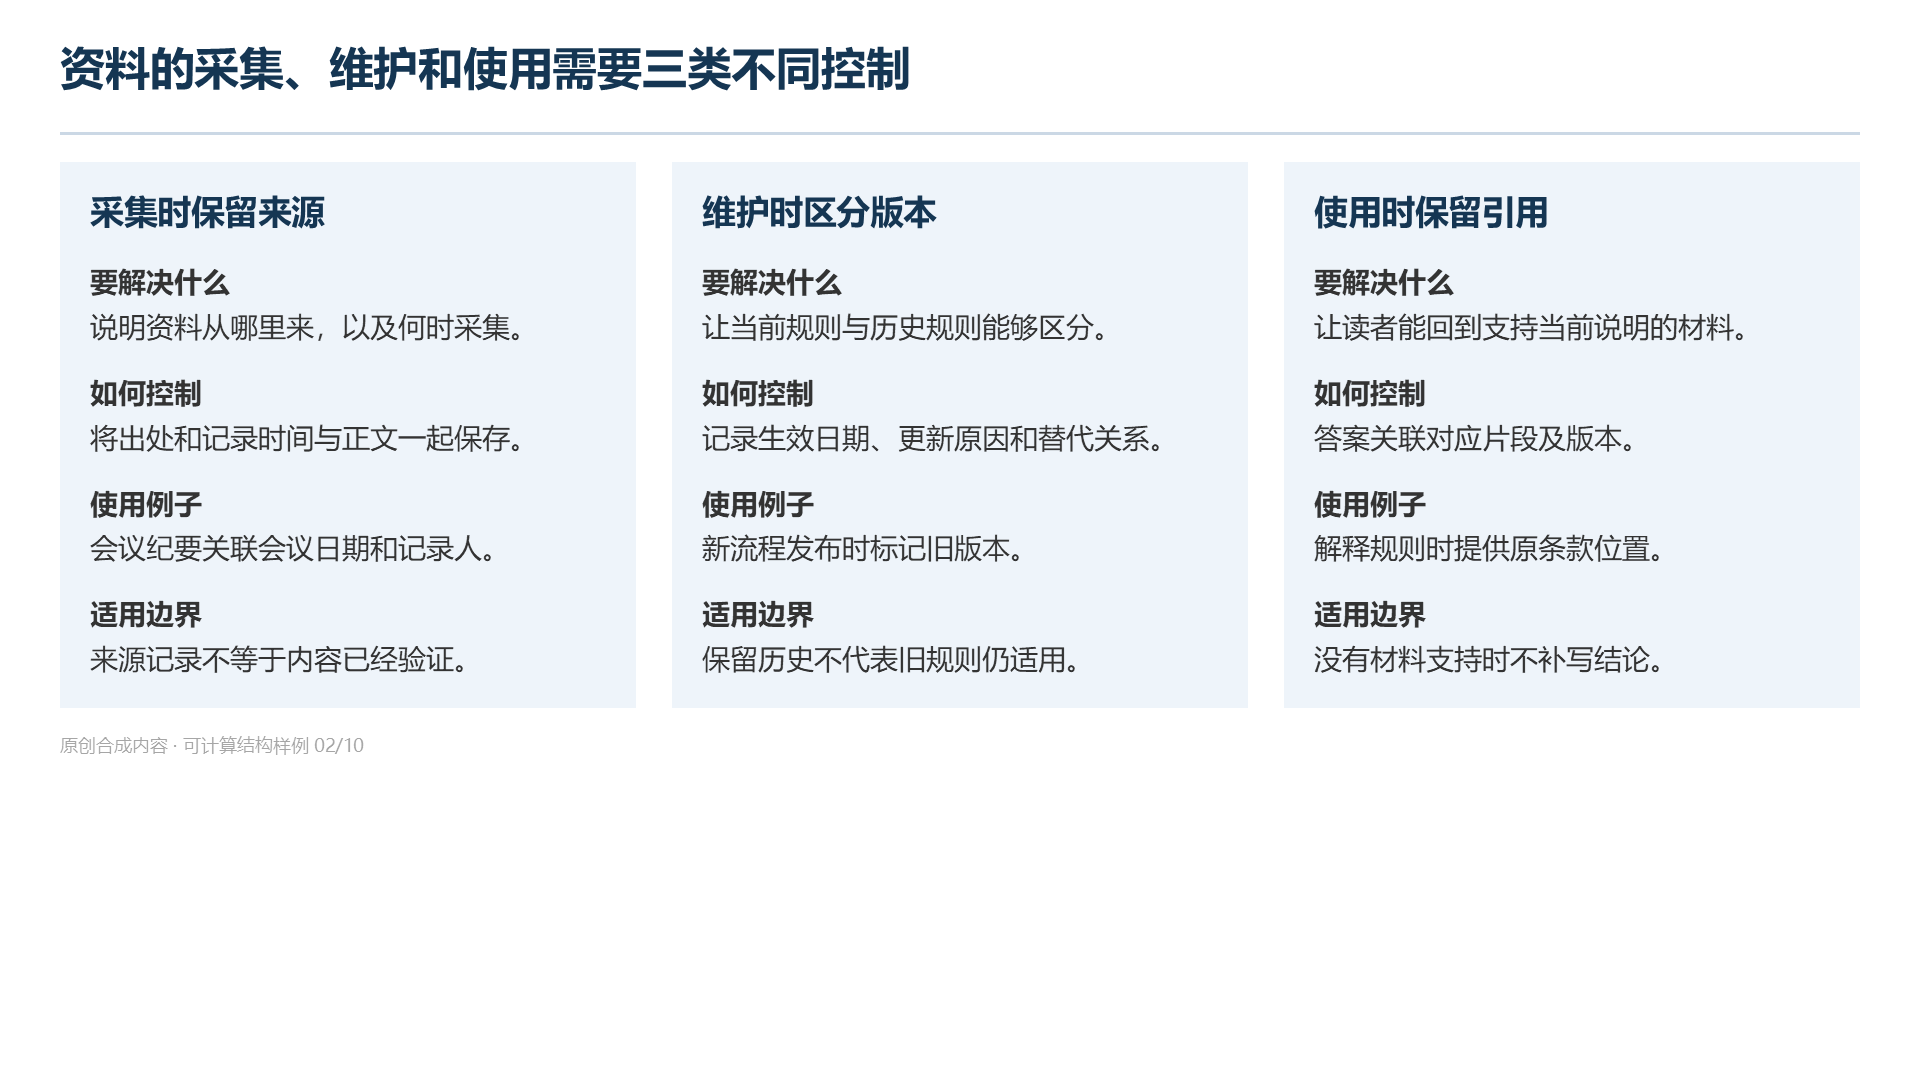 资料的采集、维护和使用需要三类不同控制
采集时保留来源
要解决什么
说明资料从哪里来，以及何时采集。
如何控制
将出处和记录时间与正文一起保存。
使用例子
会议纪要关联会议日期和记录人。
适用边界
来源记录不等于内容已经验证。
维护时区分版本
要解决什么
让当前规则与历史规则能够区分。
如何控制
记录生效日期、更新原因和替代关系。
使用例子
新流程发布时标记旧版本。
适用边界
保留历史不代表旧规则仍适用。
使用时保留引用
要解决什么
让读者能回到支持当前说明的材料。
如何控制
答案关联对应片段及版本。
使用例子
解释规则时提供原条款位置。
适用边界
没有材料支持时不补写结论。
原创合成内容 · 可计算结构样例 02/10